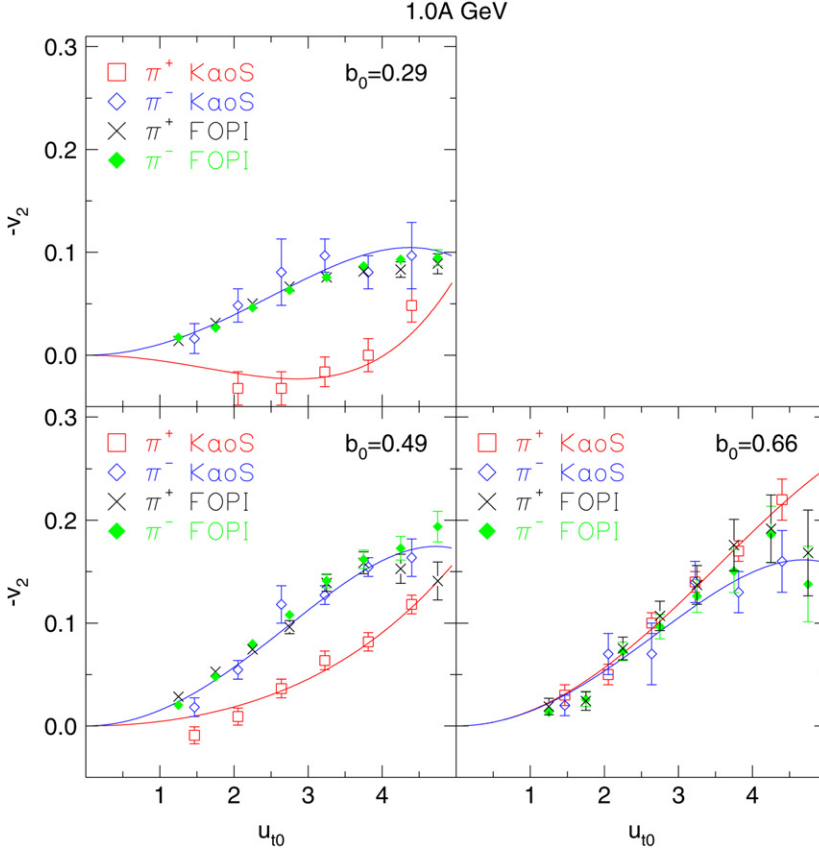 1.0A GeV
0.3
π⁺ KaoS
b₀=0.29
π⁻ KaoS
π⁺ FOPI
0.2
π⁻ FOPI
-v₂
0.1
0.0
0.3
π⁺ KaoS
b₀=0.49
π⁻ KaoS
π⁺ FOPI
π⁻ FOPI
0.2
-v₂
0.1
0.0
1 2 3 4
uₜ₀
π⁺ KaoS
b₀=0.66
π⁻ KaoS
π⁺ FOPI
π⁻ FOPI
1 2 3 4
uₜ₀